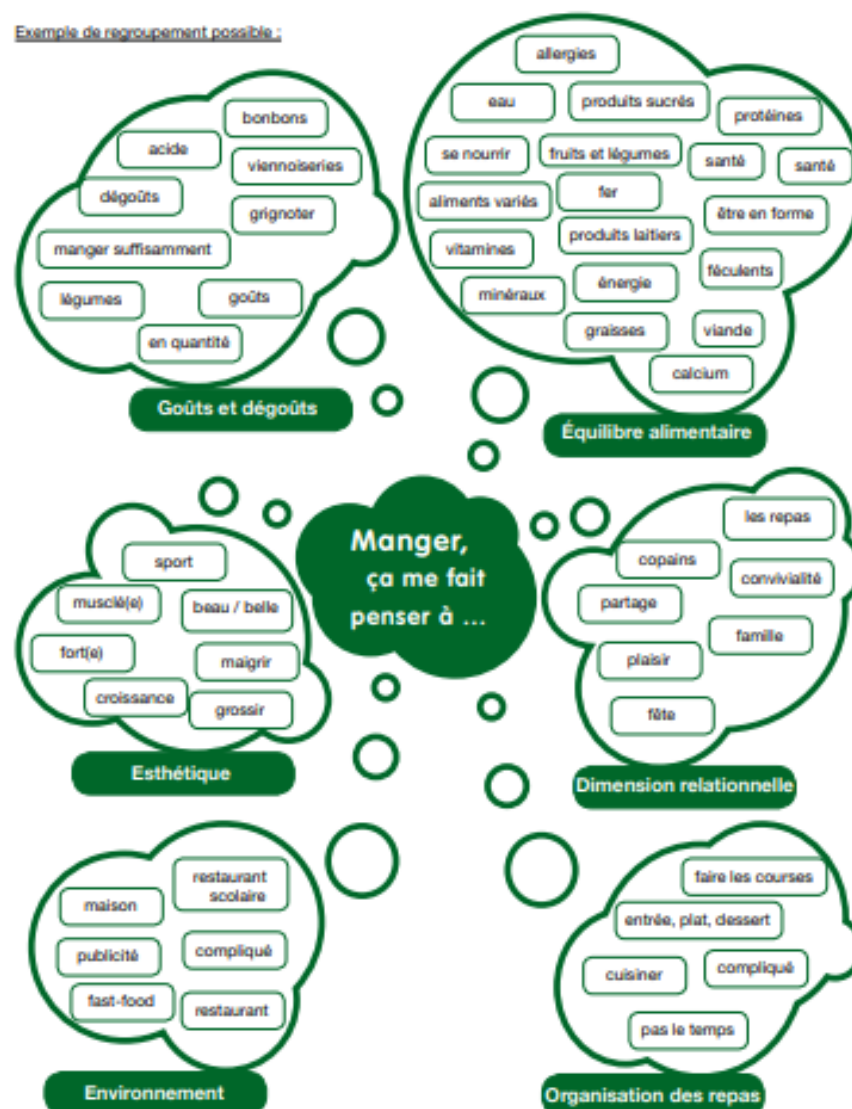 Exemple de regroupement possible :
bonbons
acide
viennoiseries
dégoûts
grignoter
manger suffisamment
légumes
goûts
en quantité
Goûts et dégoûts
allergies
eau
produits sucrés
protéines
se nourrir
fruits et légumes
santé
santé
aliments variés
fer
être en forme
vitamines
produits laitiers
féculents
minéraux
énergie
graisses
viande
calcium
Équilibre alimentaire
Manger,
ça me fait
penser à ...
sport
musclé(e)
beau / belle
fort(e)
maigrir
croissance
grossir
Esthétique
les repas
copains
convivialité
partage
famille
plaisir
fête
Dimension relationnelle
restaurant
scolaire
maison
publicité
compliqué
fast-food
restaurant
Environnement
faire les courses
entrée, plat, dessert
cuisiner
compliqué
pas le temps
Organisation des repas